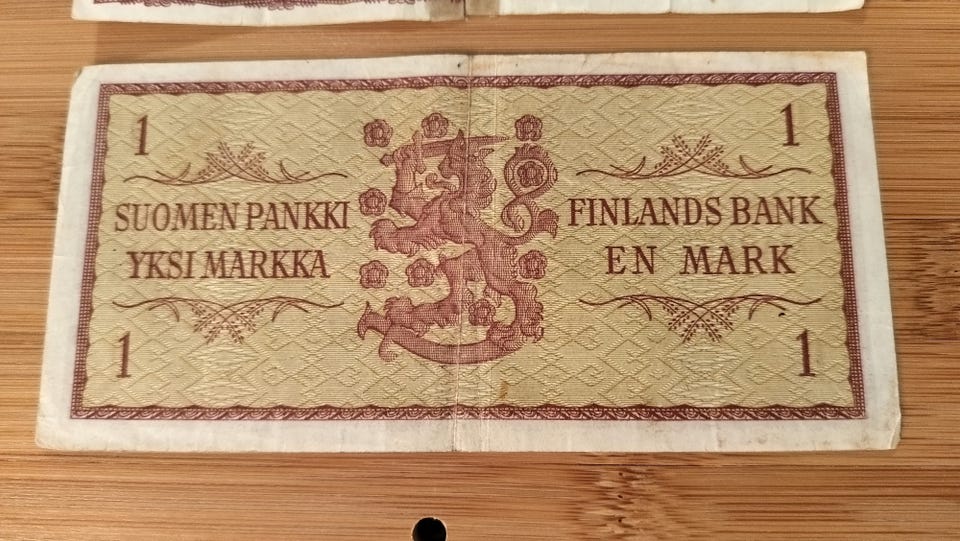 1
1
SUOMEN PANKKI
YKSI MARKKA
FINLANDS BANK
EN MARK
1
1